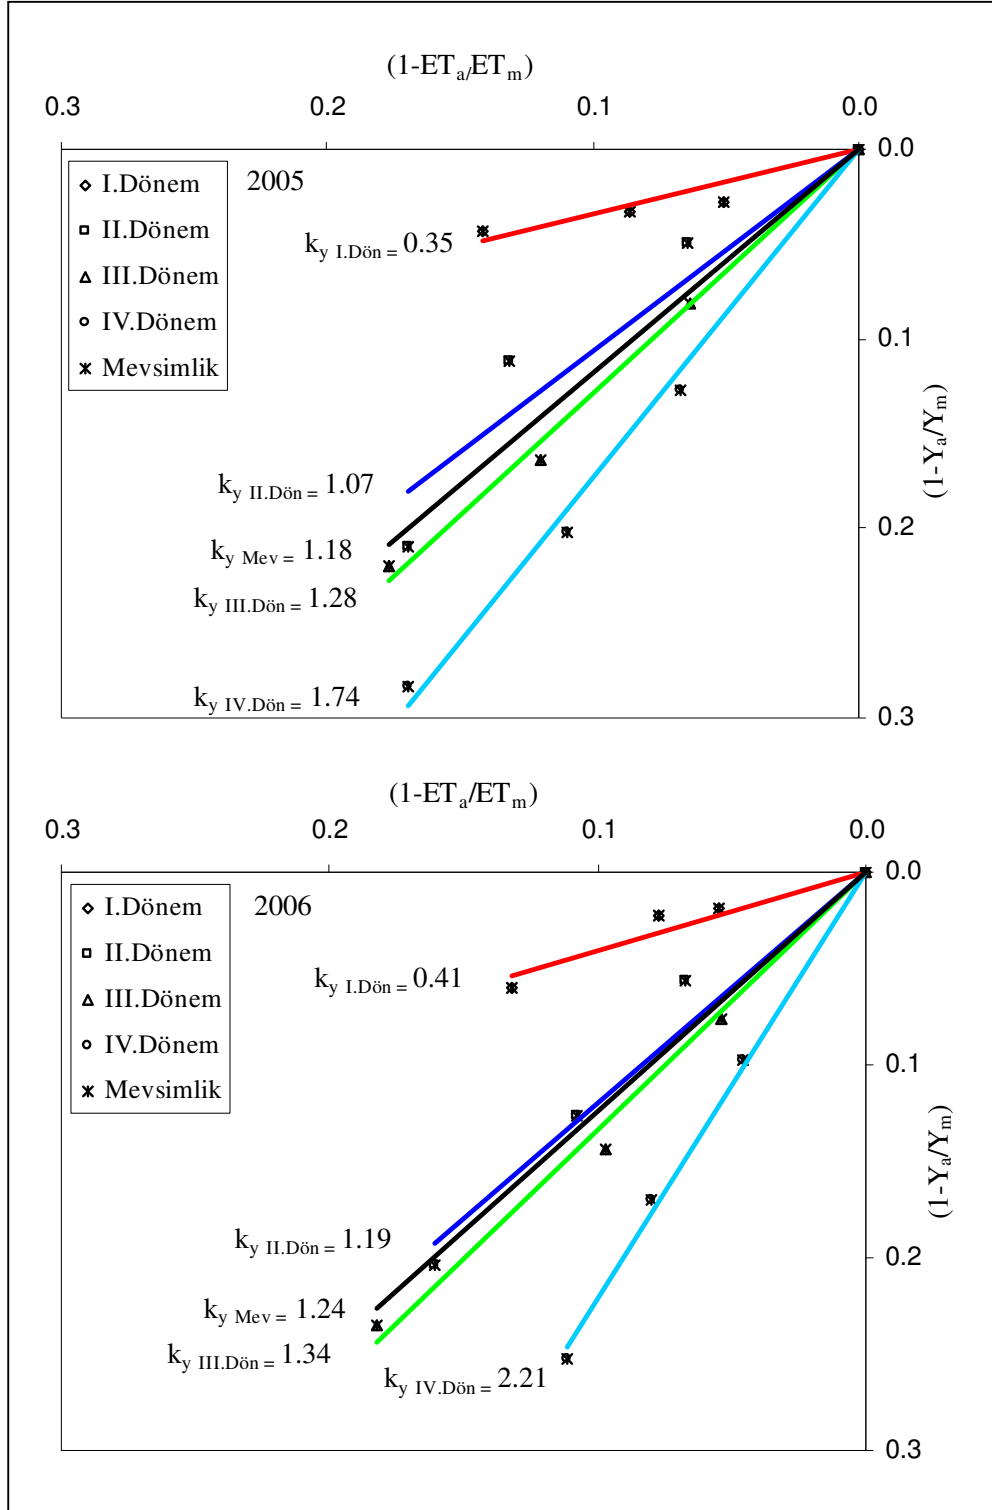 (1-ETa/ETm)
0.3 0.2 0.1 0.0
0.0
I.Dönem
II.Dönem
III.Dönem
IV.Dönem
Mevsimlik
2005
ky I.Dön = 0.35
0.1
(1-Ya/Ym)
ky II.Dön = 1.07
ky Mev = 1.18
0.2
ky III.Dön = 1.28
ky IV.Dön = 1.74
0.3
(1-ETa/ETm)
0.3 0.2 0.1 0.0
0.0
I.Dönem
II.Dönem
III.Dönem
IV.Dönem
Mevsimlik
2006
ky I.Dön = 0.41
0.1
(1-Ya/Ym)
ky II.Dön = 1.19
0.2
ky Mev = 1.24
ky III.Dön = 1.34
ky IV.Dön = 2.21
0.3